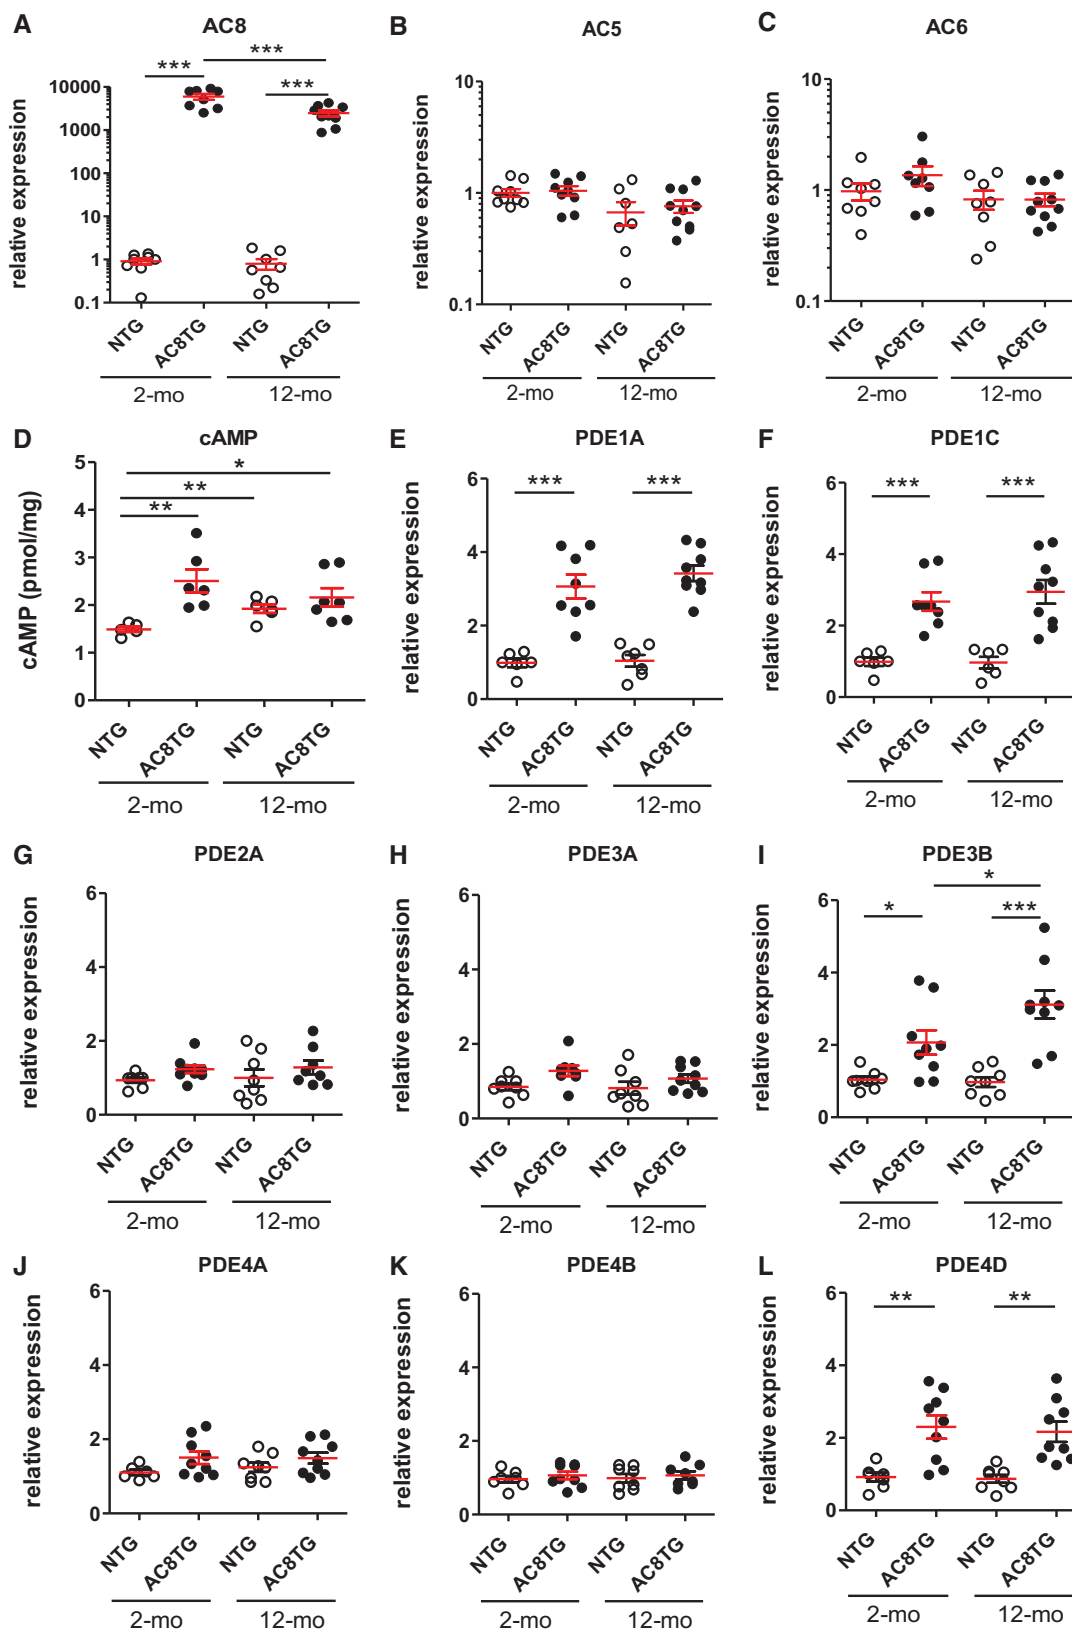 A
AC8
relative expression
***
***
***
10000
1000
100
10
1
0.1
NTG
AC8TG
NTG
AC8TG
2-mo
12-mo
B
AC5
relative expression
10
1
0.1
NTG
AC8TG
NTG
AC8TG
2-mo
12-mo
C
AC6
relative expression
10
1
0.1
NTG
AC8TG
NTG
AC8TG
2-mo
12-mo
D
cAMP
cAMP (pmol/mg)
*
**
**
5
4
3
2
1
0
NTG
AC8TG
NTG
AC8TG
2-mo
12-mo
E
PDE1A
relative expression
***
***
6
4
2
0
NTG
AC8TG
NTG
AC8TG
2-mo
12-mo
F
PDE1C
relative expression
***
***
6
4
2
0
NTG
AC8TG
NTG
AC8TG
2-mo
12-mo
G
PDE2A
relative expression
6
4
2
0
NTG
AC8TG
NTG
AC8TG
2-mo
12-mo
H
PDE3A
relative expression
6
4
2
0
NTG
AC8TG
NTG
AC8TG
2-mo
12-mo
I
PDE3B
relative expression
*
*
***
6
4
2
0
NTG
AC8TG
NTG
AC8TG
2-mo
12-mo
J
PDE4A
relative expression
6
4
2
0
NTG
AC8TG
NTG
AC8TG
2-mo
12-mo
K
PDE4B
relative expression
6
4
2
0
NTG
AC8TG
NTG
AC8TG
2-mo
12-mo
L
PDE4D
relative expression
**
**
6
4
2
0
NTG
AC8TG
NTG
AC8TG
2-mo
12-mo